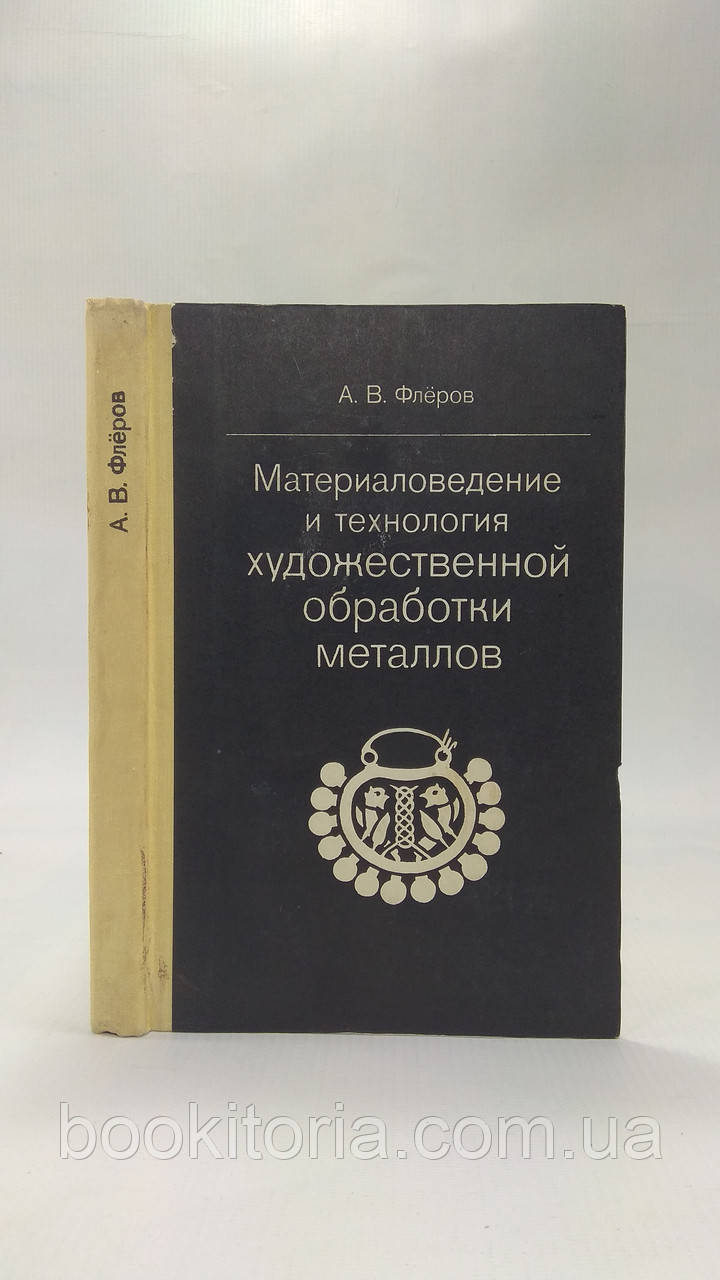 А. В. Флёров
А. В. Флёров
Материаловедение
и технология
художественной
обработки
металлов
bookitoria.com.ua